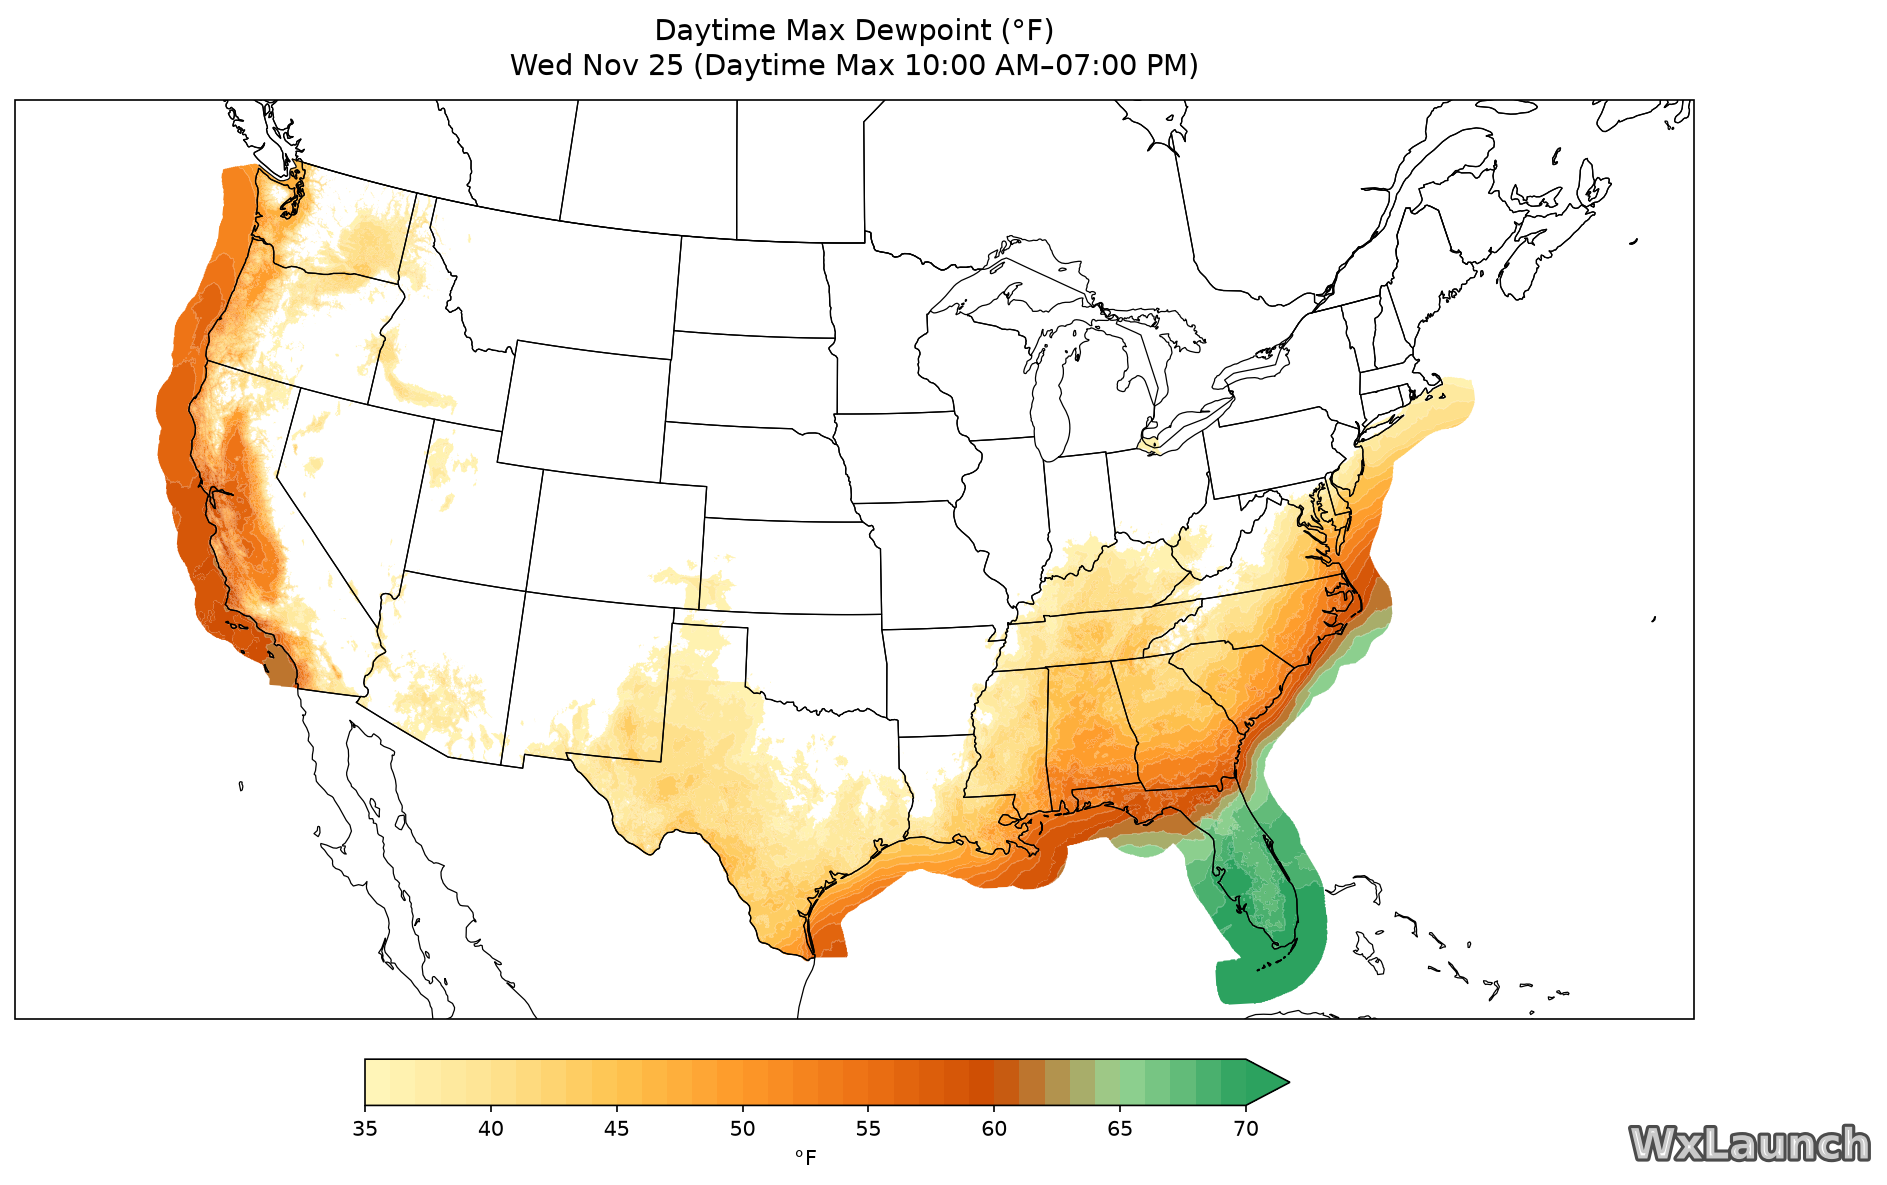 Daytime Max Dewpoint (°F)
Wed Nov 25 (Daytime Max 10:00 AM–07:00 PM)
35 40 45 50 55 60 65 70
°F
WxLaunch